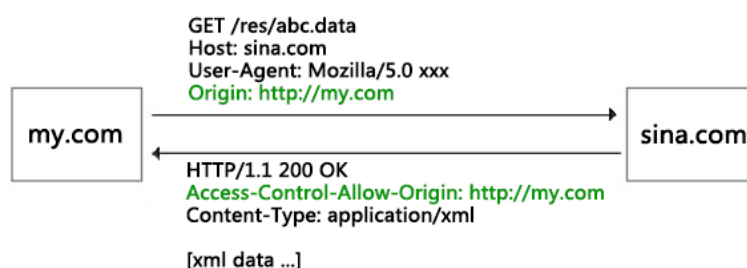 GET /res/abc.data
Host: sina.com
User-Agent: Mozilla/5.0 xxx
Origin: http://my.com
my.com
sina.com
HTTP/1.1 200 OK
Access-Control-Allow-Origin: http://my.com
Content-Type: application/xml
[xml data ...]